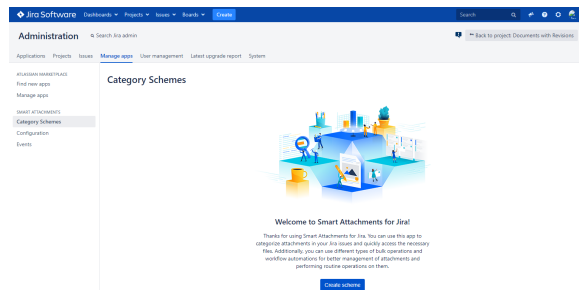 Jira Software Dashboards Projects Issues Boards Create Search
Administration Search Jira admin Back to project: Documents with Revisions
Applications Projects Issues Manage apps User management Latest upgrade report System
ATLASSIAN MARKETPLACE
Find new apps
Manage apps
SMART ATTACHMENTS
Category Schemes
Configuration
Events
Category Schemes
Welcome to Smart Attachments for Jira!
Thanks for using Smart Attachments for Jira. You can use this app to
categorize attachments in your Jira issues and quickly access the necessary
files. Additionally, you can use different types of bulk operations and
workflow automations for better management of attachments and
performing routine operations on them.
Create scheme